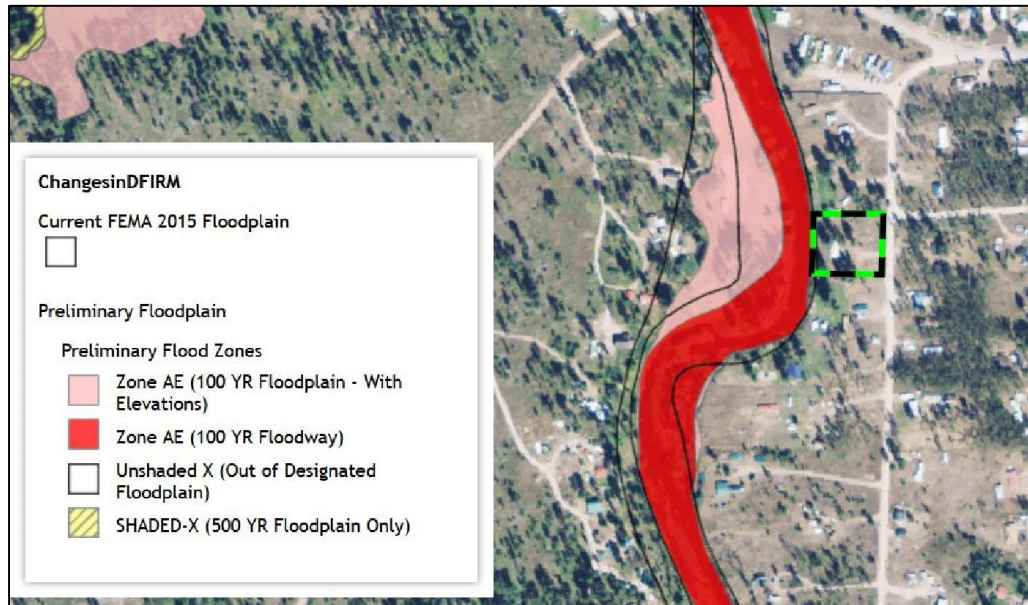 ChangesinDFIRM
Current FEMA 2015 Floodplain
Preliminary Floodplain
Preliminary Flood Zones
Zone AE (100 YR Floodplain - With
Elevations)
Zone AE (100 YR Floodway)
Unshaded X (Out of Designated
Floodplain)
SHADED-X (500 YR Floodplain Only)